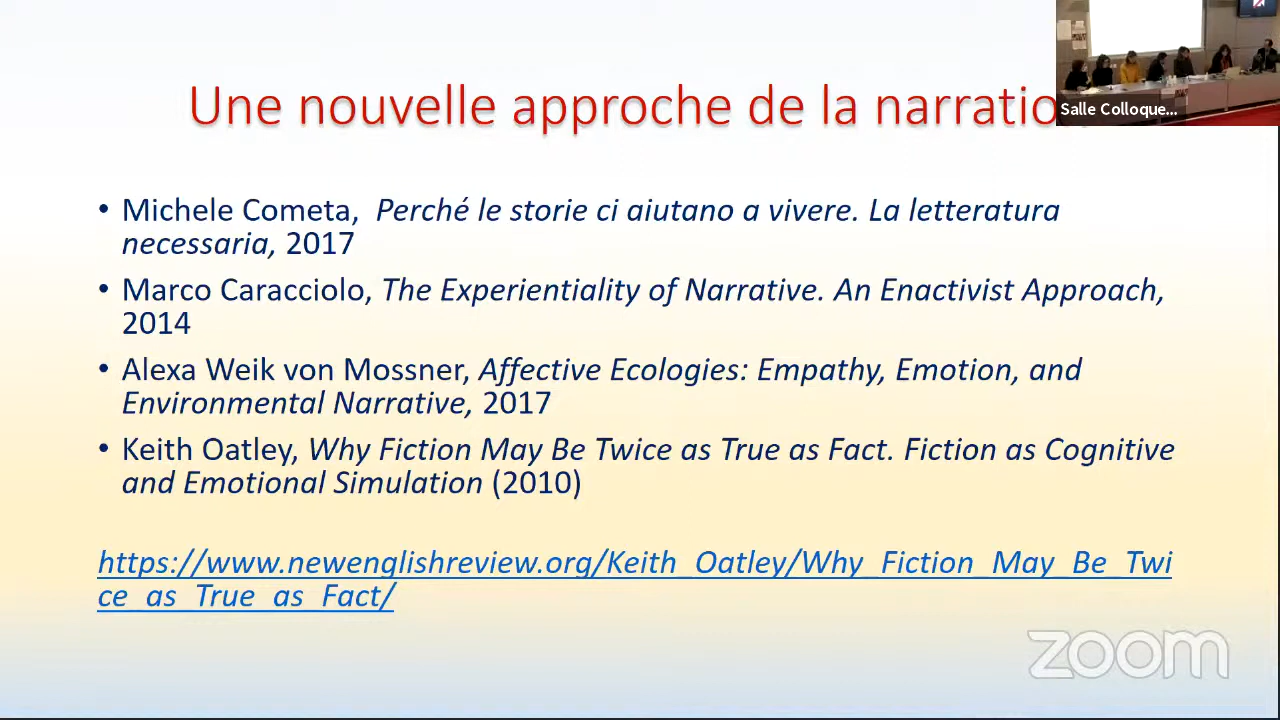 Une nouvelle approche de la narratio
Salle Colloque...
• Michele Cometa, Perché le storie ci aiutano a vivere. La letteratura
necessaria, 2017
• Marco Caracciolo, The Experientiality of Narrative. An Enactivist Approach,
2014
• Alexa Weik von Mossner, Affective Ecologies: Empathy, Emotion, and
Environmental Narrative, 2017
• Keith Oatley, Why Fiction May Be Twice as True as Fact. Fiction as Cognitive
and Emotional Simulation (2010)
https://www.newenglishreview.org/Keith_Oatley/Why_Fiction_May_Be_Twi
ce_as_True_as_Fact/
zoom